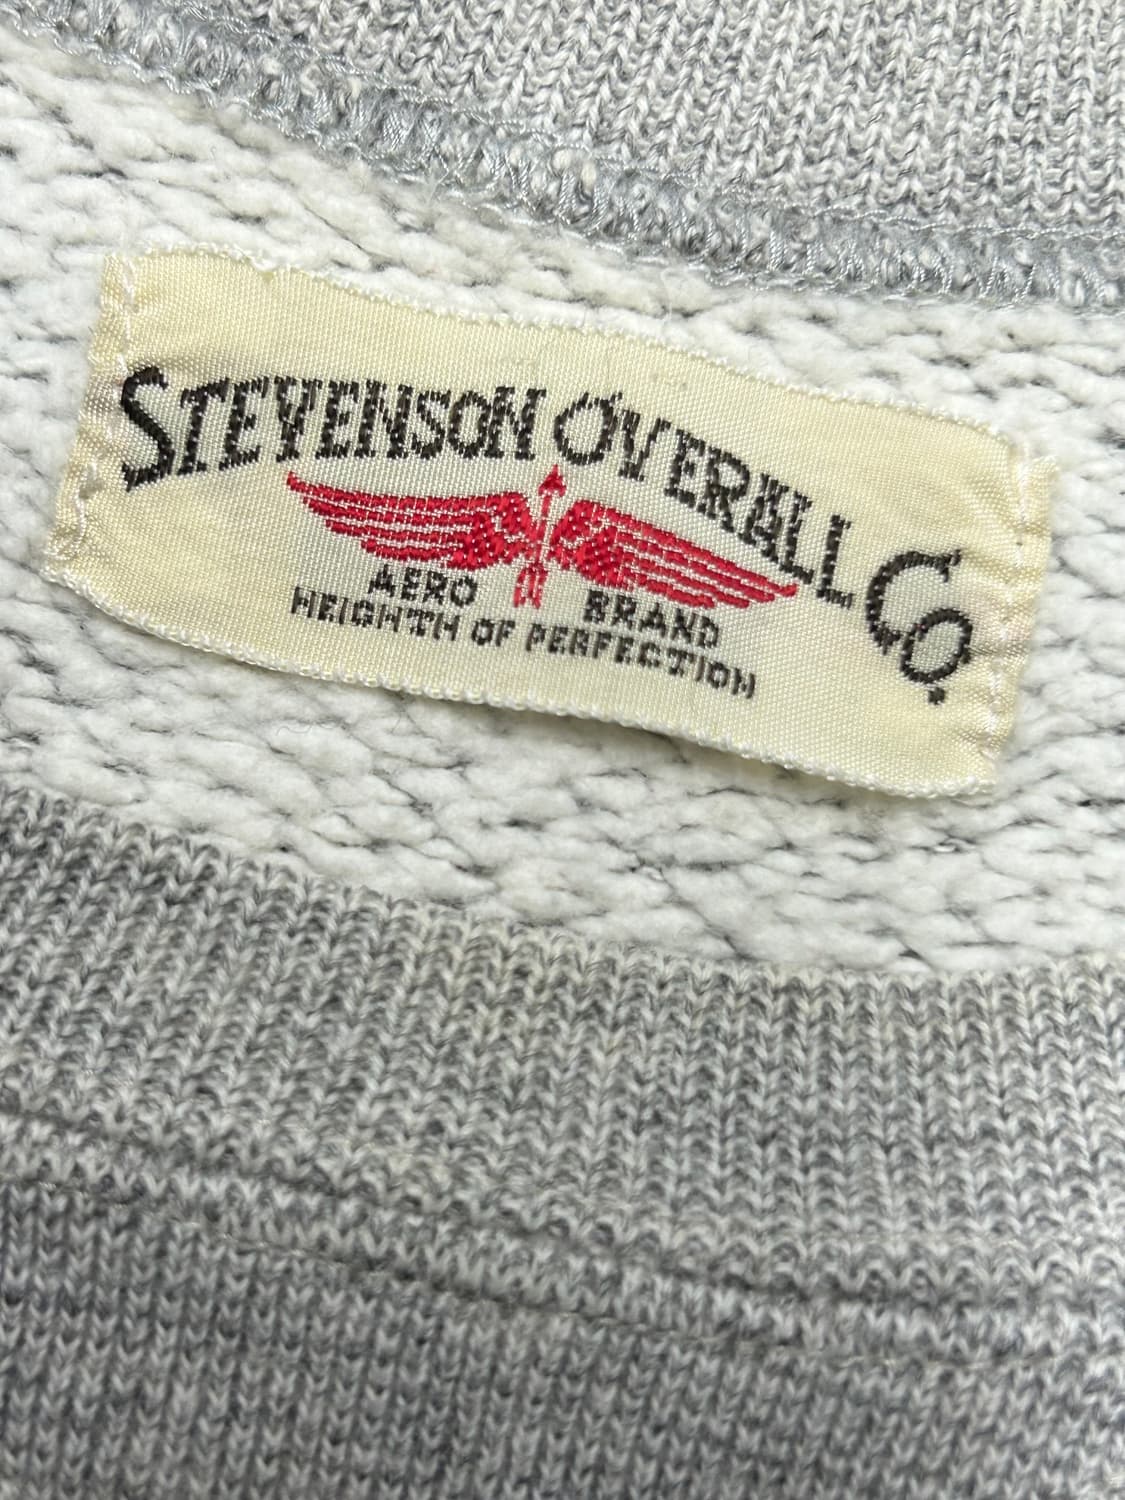 STEVENSON OVERALL CO.
AERO BRAND
HEIGHTH OF PERFECTION